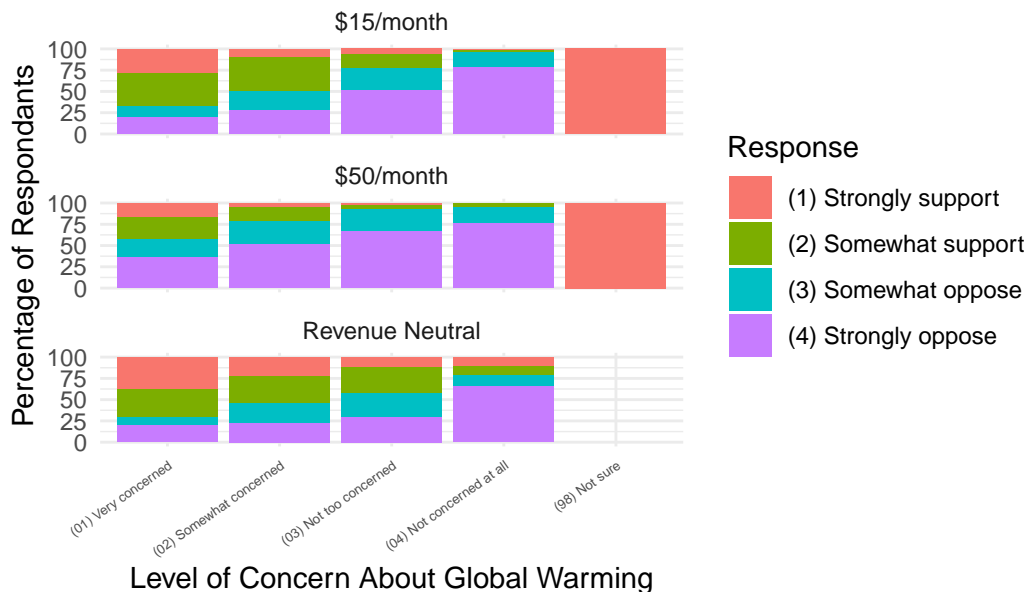 $15/month
100
75
50
25
0
$50/month
100
75
50
25
0
Revenue Neutral
100
75
50
25
0
Percentage of Respondants
(01) Very concerned
(02) Somewhat concerned
(03) Not too concerned
(04) Not concerned at all
(98) Not sure
Level of Concern About Global Warming
Response
(1) Strongly support
(2) Somewhat support
(3) Somewhat oppose
(4) Strongly oppose